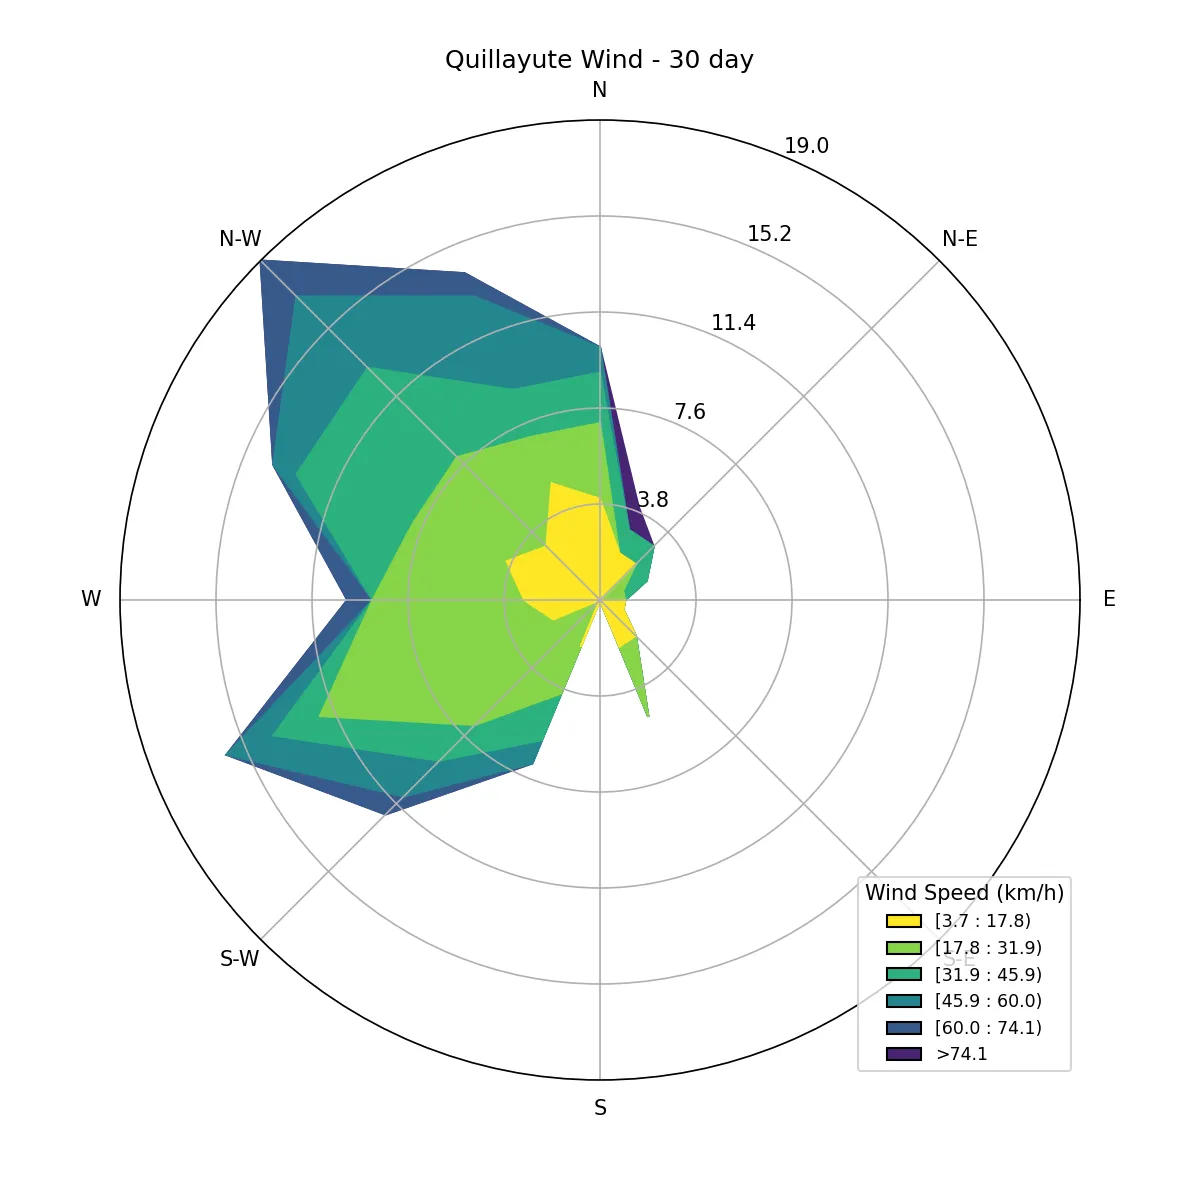 Quillayute Wind - 30 day
N
19.0
15.2
N-W
N-E
11.4
7.6
3.8
W
E
S-W
S-E
S
Wind Speed (km/h)
[3.7 : 17.8)
[17.8 : 31.9)
[31.9 : 45.9)
[45.9 : 60.0)
[60.0 : 74.1)
>74.1